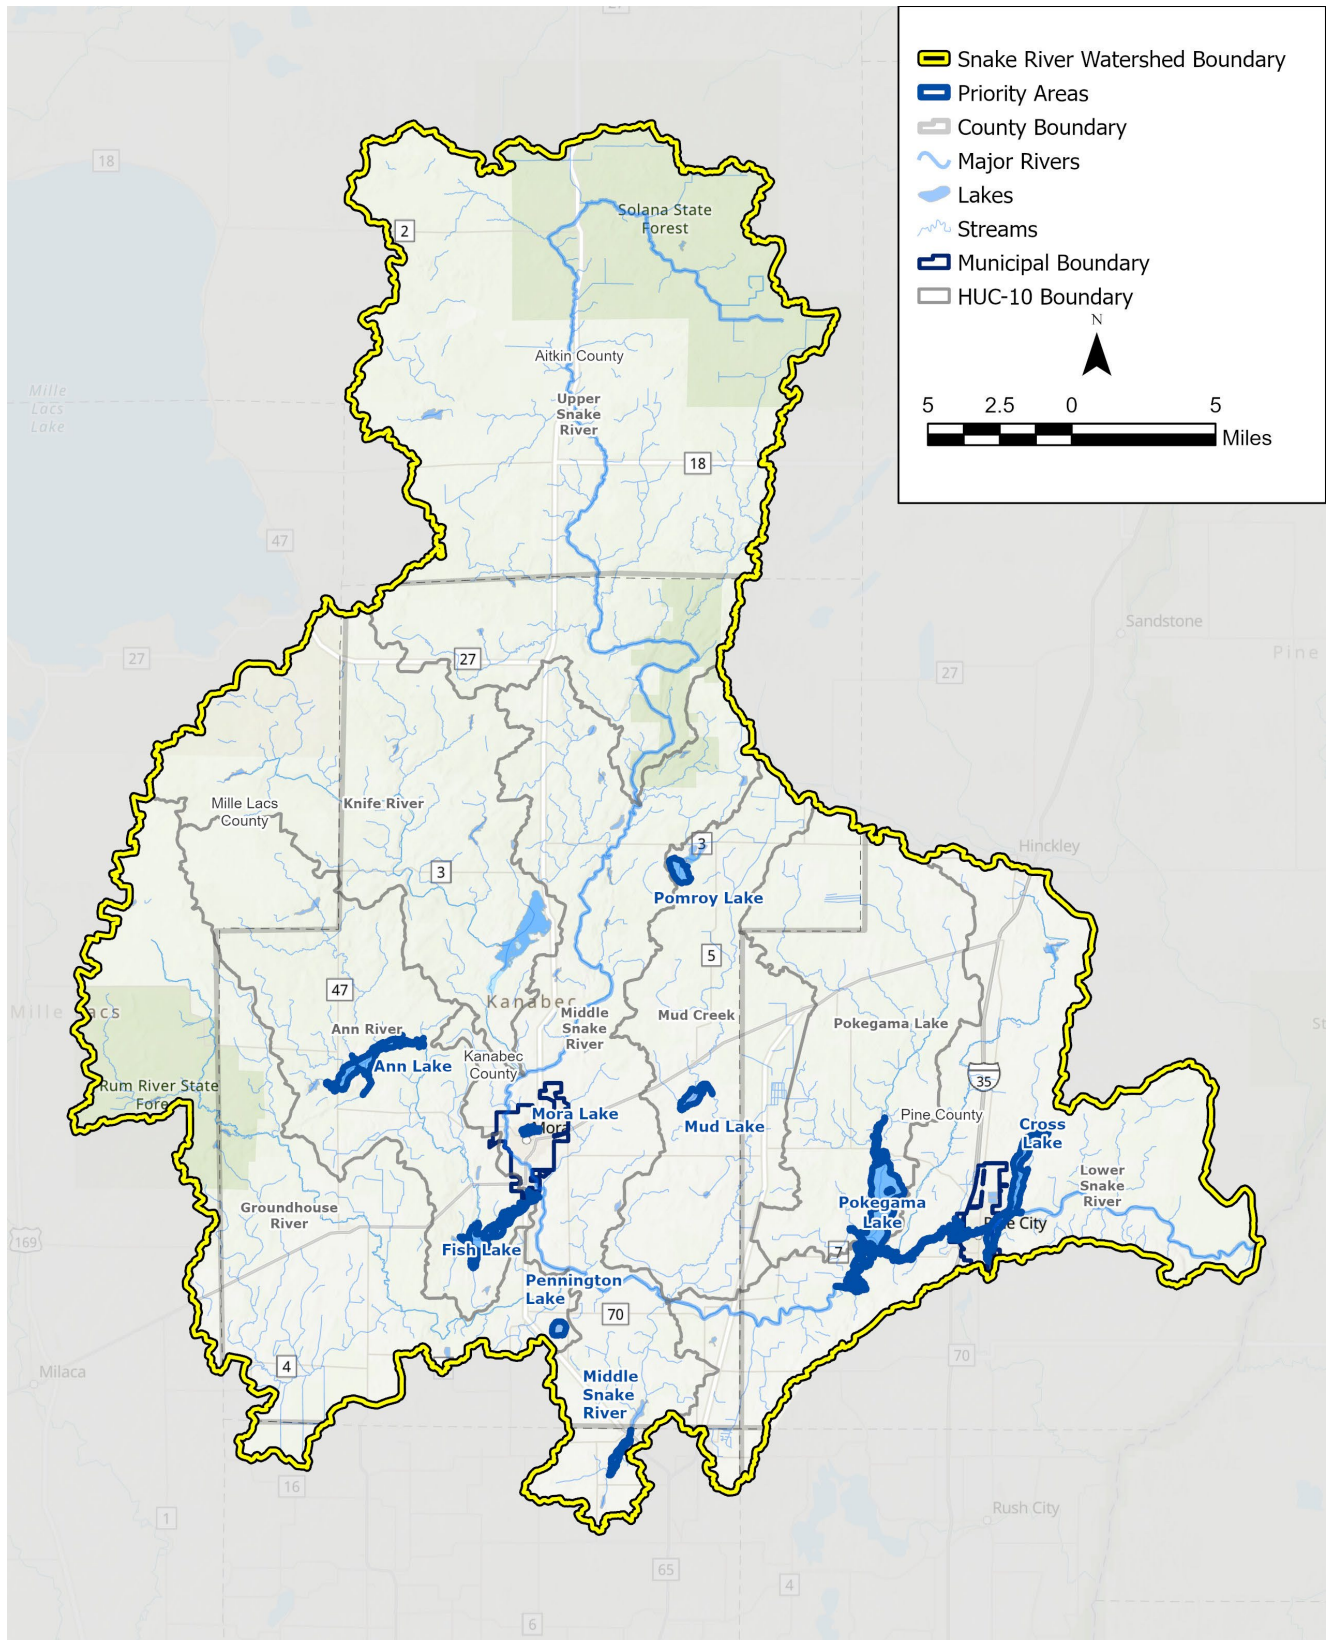 Snake River Watershed Boundary
Priority Areas
County Boundary
Major Rivers
Lakes
Streams
Municipal Boundary
HUC-10 Boundary
N
5 2.5 0 5
Miles
18
2
Solana State
Forest
Aitkin County
Mille
Lacs
Lake
Upper
Snake
River
18
47
Sandstone
27
27
27
Pine
Mille Lacs
County
Knife River
3
Hinckley
3
Pomroy Lake
5
47
Kanabec
Mille Lacs
Middle
Snake
River
Mud Creek
Pokegama Lake
Ann River
Ann Lake
Kanabec
County
35
Rum River State
Mora Lake
Mora
Mud Lake
Pine County
Cross
Lake
Lower
Snake
River
Groundhouse
River
Pokegama
Lake
City
169
Fish Lake
7
Pennington
Lake
70
70
4
Milaca
Middle
Snake
River
16
Rush City
1
65
4
6